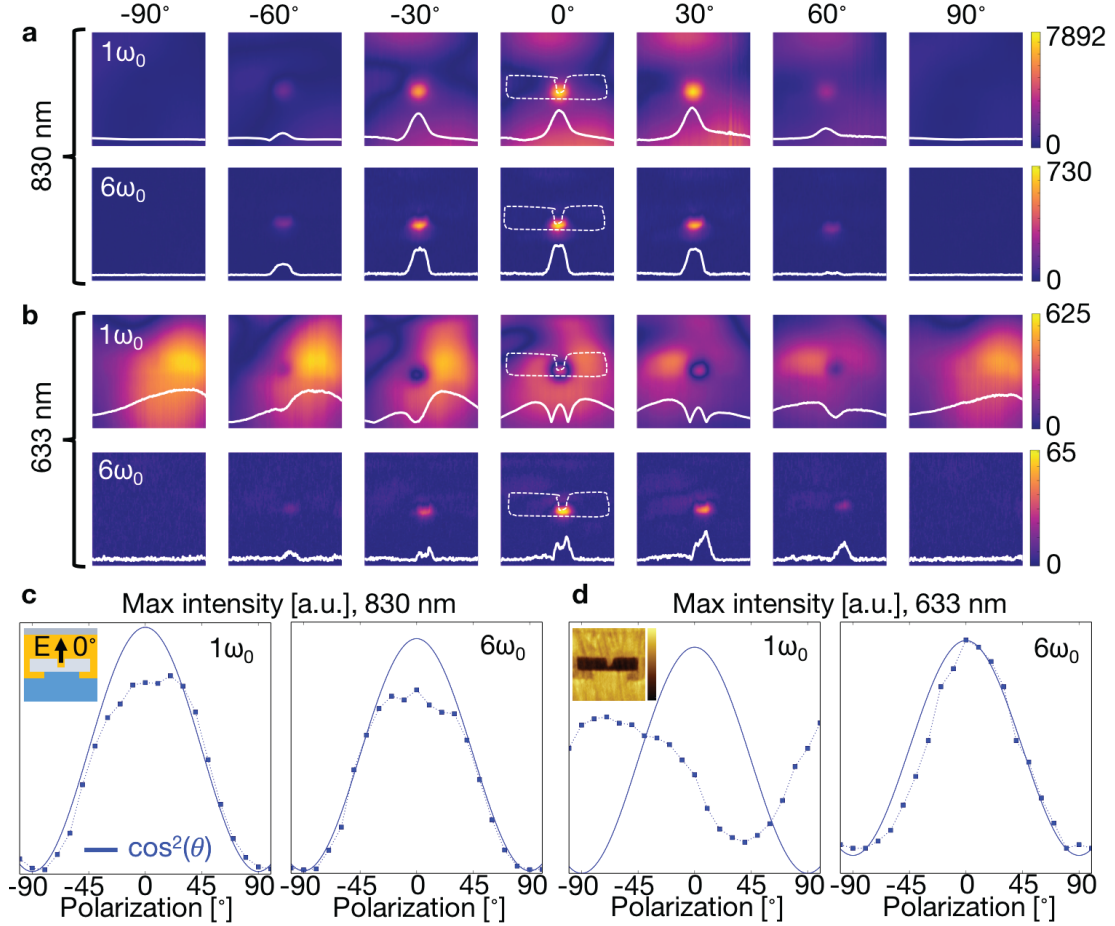 -90° -60° -30° 0° 30° 60° 90°
a
830 nm
1ω₀
7892
0
6ω₀
730
0
b
633 nm
1ω₀
625
0
6ω₀
65
0
c
Max intensity [a.u.], 830 nm
E 0°
1ω₀
6ω₀
cos²(θ)
-90 -45 0 45 90
-90 -45 0 45 90
Polarization [°]
Polarization [°]
d
Max intensity [a.u.], 633 nm
1ω₀
6ω₀
-90 -45 0 45 90
-90 -45 0 45 90
Polarization [°]
Polarization [°]